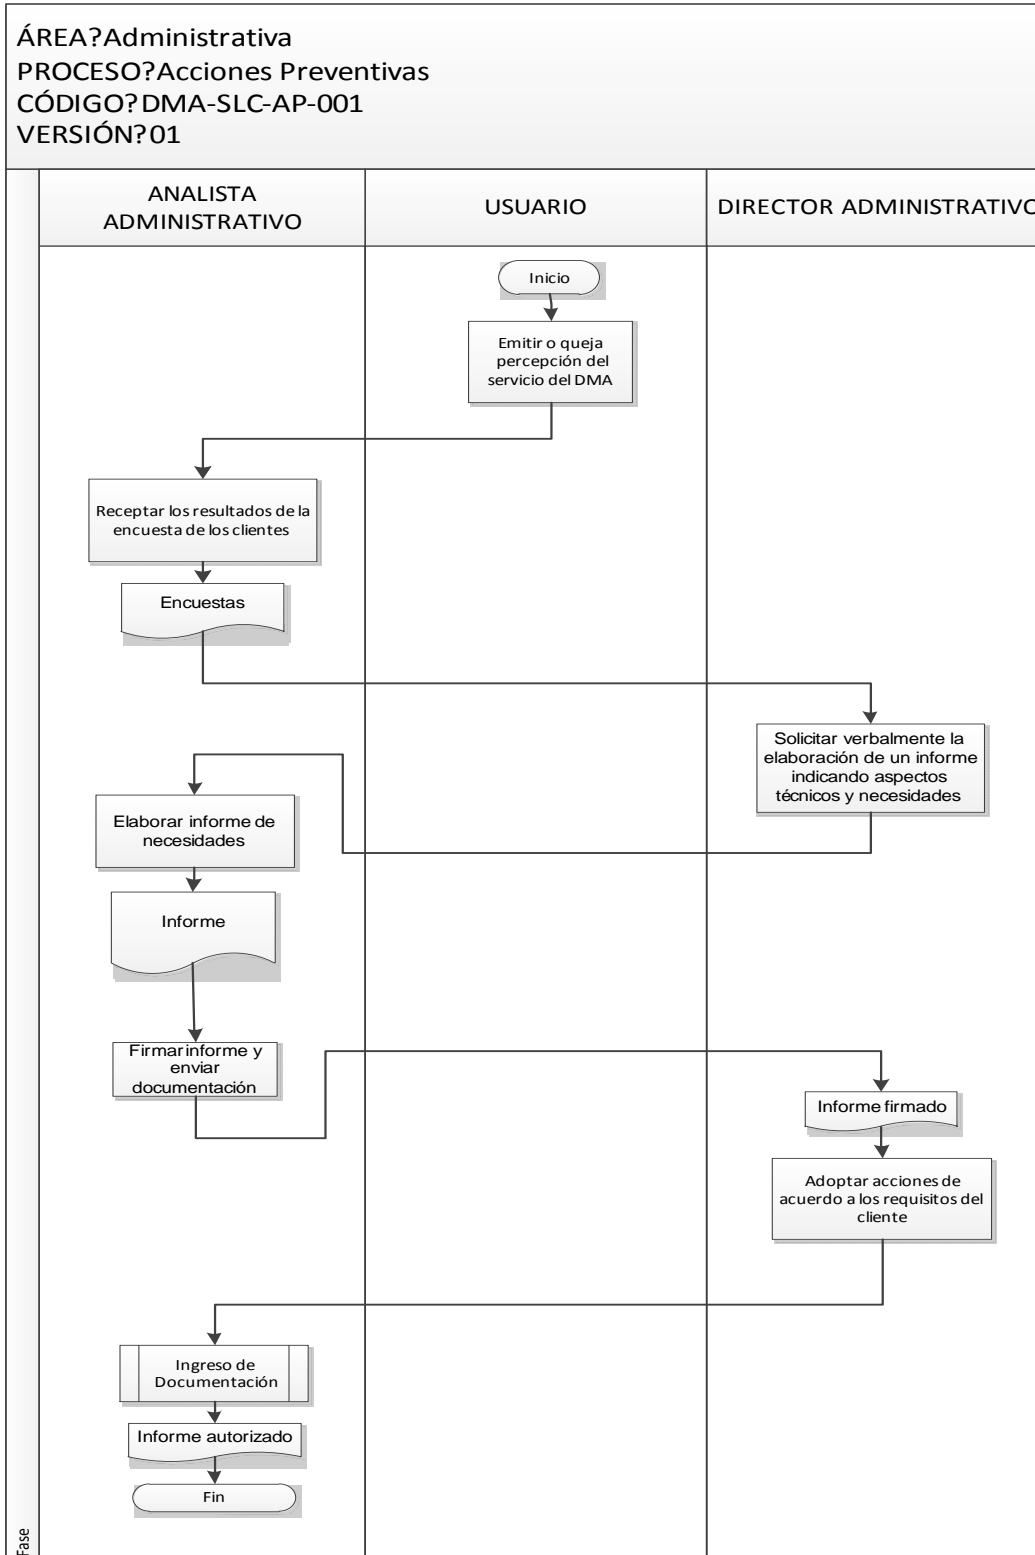 ÁREA?Administrativa
PROCESO?Acciones Preventivas
CÓDIGO?DMA-SLC-AP-001
VERSIÓN?01
ANALISTA
ADMINISTRATIVO
USUARIO
DIRECTOR ADMINISTRATIVO
Inicio
Emitir o queja
percepción del
servicio del DMA
Receptar los resultados de la
encuesta de los clientes
Encuestas
Solicitar verbalmente la
elaboración de un informe
indicando aspectos
técnicos y necesidades
Elaborar informe de
necesidades
Informe
Firmar informe y
enviar
documentación
Informe firmado
Adoptar acciones de
acuerdo a los requisitos del
cliente
Ingreso de
Documentación
Informe autorizado
Fin
Fase